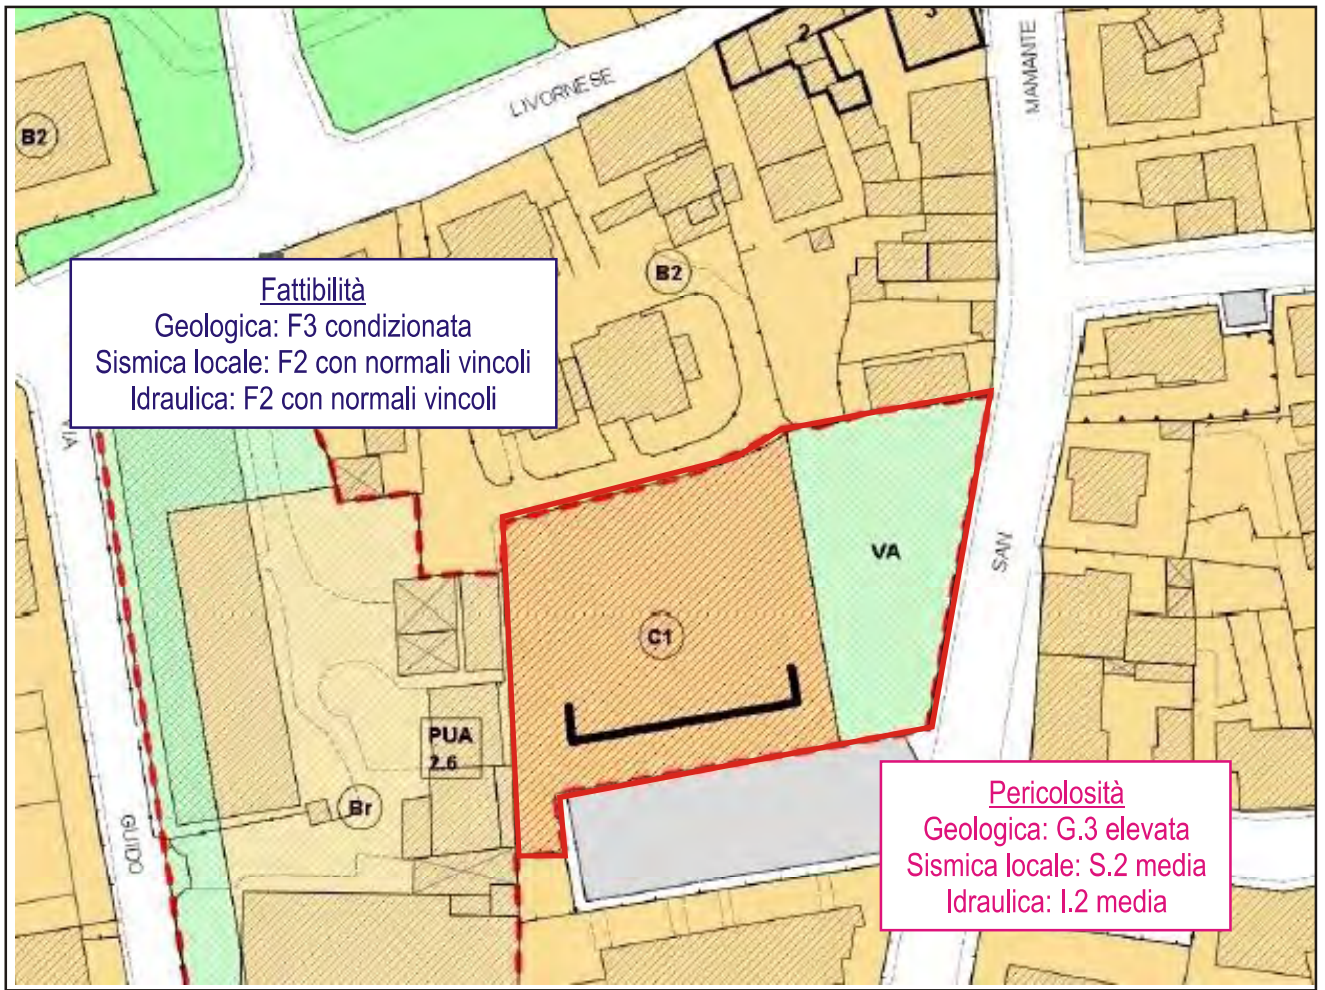 2
3
MAMANTE
LIVORNESE
B2
B2
Fattibilità
Geologica: F3 condizionata
Sismica locale: F2 con normali vincoli
Idraulica: F2 con normali vincoli
VIA
VA
SAN
C1
PUA
2.6
Br
GUIDO
Pericolosità
Geologica: G.3 elevata
Sismica locale: S.2 media
Idraulica: I.2 media